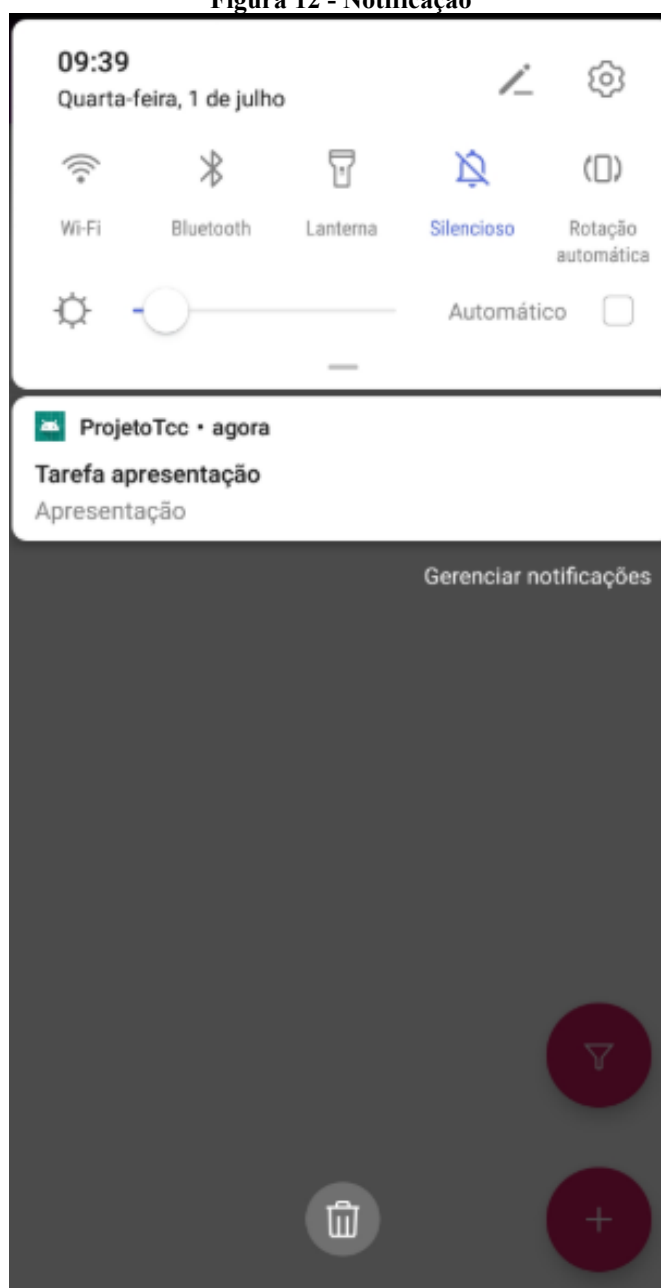 Figura 12 - Notificação
09:39
Quarta-feira, 1 de julho
Wi-Fi
Bluetooth
Lanterna
Silencioso
Rotação
automática
Automático
ProjetoTcc • agora
Tarefa apresentação
Apresentação
Gerenciar notificações